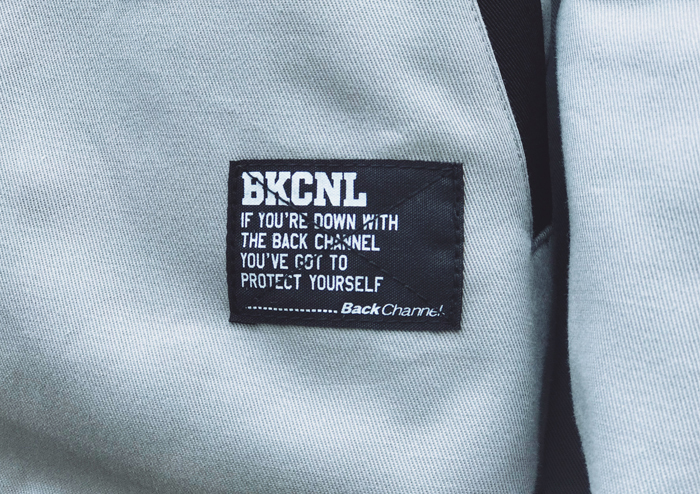 BKCNL
IF YOU'RE DOWN WITH
THE BACK CHANNEL
YOU'VE GOT TO
PROTECT YOURSELF
BackChannel.